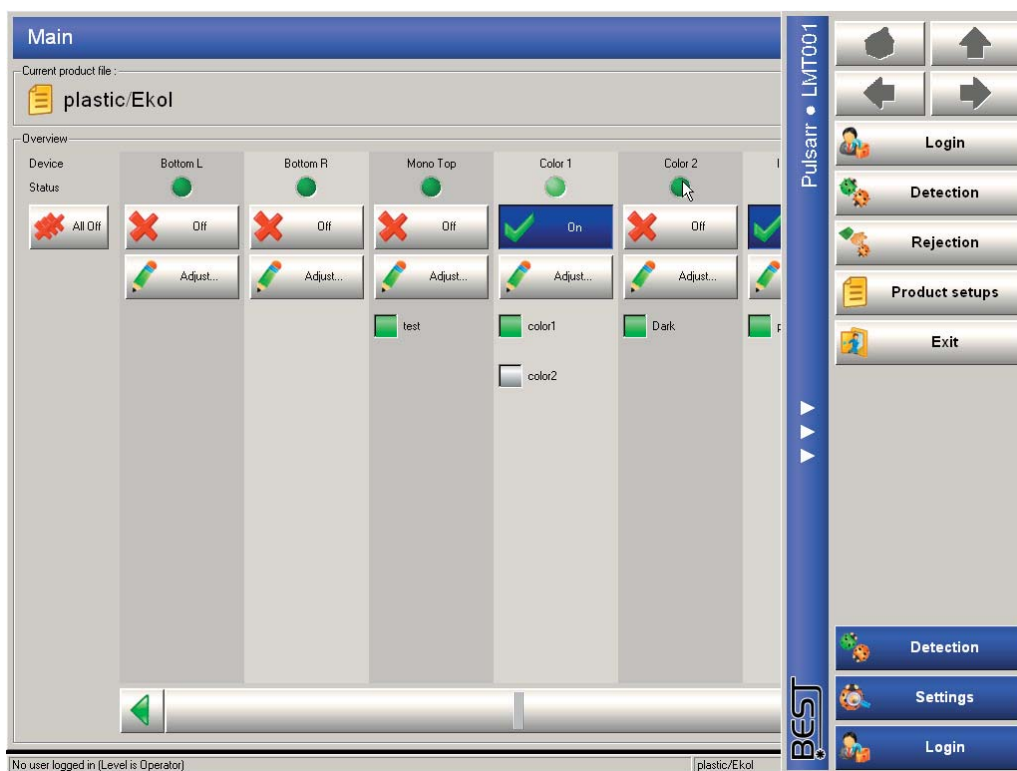 Main
Current product file :
plastic/Ekol
Overview
Device Bottom L Bottom R Mono Top Color 1 Color 2
Status
All Off Off Off Off On Off
Adjust... Adjust... Adjust... Adjust... Adjust...
test color1 Dark
color2
No user logged in (Level is Operator) plastic/Ekol
Pulsarr • LMT001
BEST
Login
Detection
Rejection
Product setups
Exit
Detection
Settings
Login